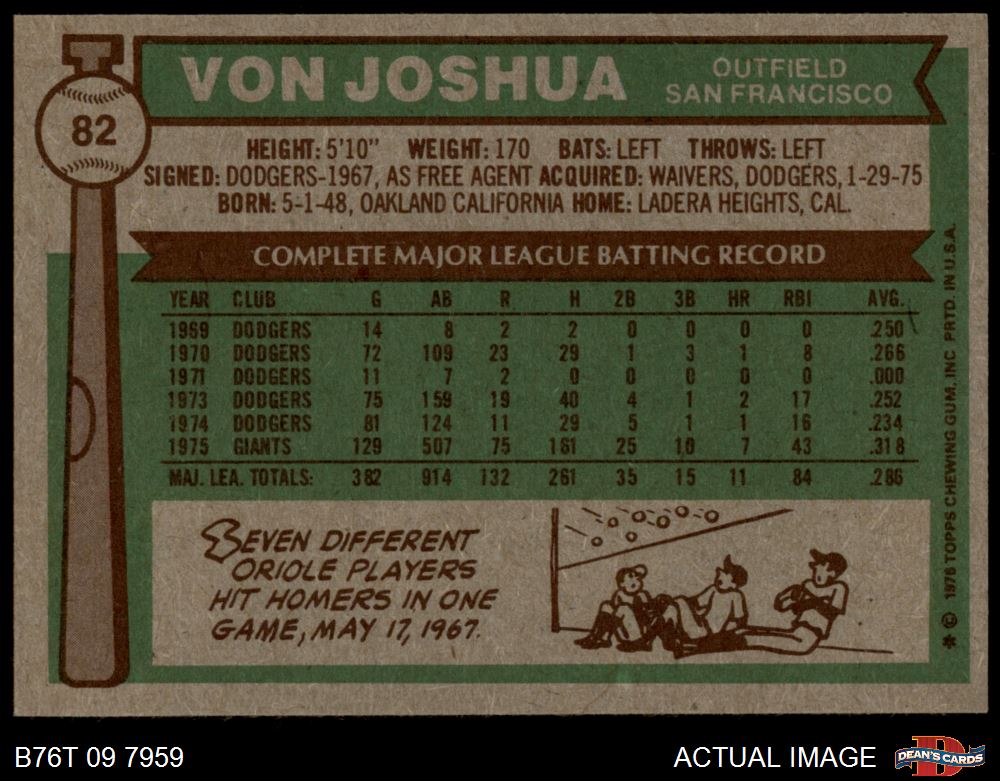 VON JOSHUA
OUTFIELD
SAN FRANCISCO
82
HEIGHT: 5'10" WEIGHT: 170 BATS: LEFT THROWS: LEFT
SIGNED: DODGERS-1967, AS FREE AGENT ACQUIRED: WAIVERS, DODGERS, 1-29-75
BORN: 5-1-48, OAKLAND CALIFORNIA HOME: LADERA HEIGHTS, CAL.
COMPLETE MAJOR LEAGUE BATTING RECORD
YEAR CLUB G AB R H 2B 3B HR RBI AVG.
1969 DODGERS 14 8 2 2 0 0 0 0 .250
1970 DODGERS 72 109 23 29 1 3 1 8 .266
1971 DODGERS 11 7 2 0 0 0 0 0 .000
1973 DODGERS 75 159 19 40 4 1 2 17 .252
1974 DODGERS 81 124 11 29 5 1 1 16 .234
1975 GIANTS 129 507 75 161 25 10 7 43 .318
MAJ. LEA. TOTALS: 382 914 132 261 35 15 11 84 .286
SEVEN DIFFERENT
ORIOLE PLAYERS
HIT HOMERS IN ONE
GAME, MAY 17, 1967.
* © 1976 TOPPS CHEWING GUM, INC PRTD. IN U.S.A.
B76T 09 7959
ACTUAL IMAGE
D
DEAN'S CARDS